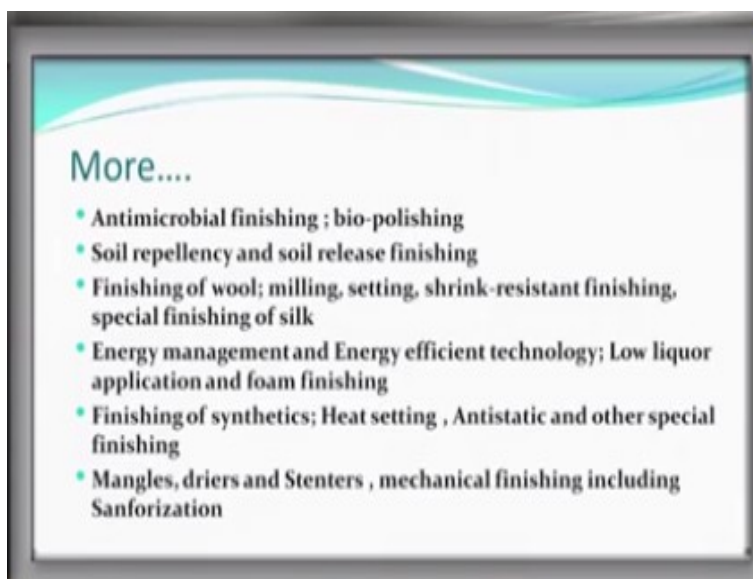 More....
Antimicrobial finishing ; bio-polishing
Soil repellency and soil release finishing
Finishing of wool; milling, setting, shrink-resistant finishing,
special finishing of silk
Energy management and Energy efficient technology; Low liquor
application and foam finishing
Finishing of synthetics; Heat setting , Antistatic and other special
finishing
Mangles, driers and Stenters , mechanical finishing including
Sanforization